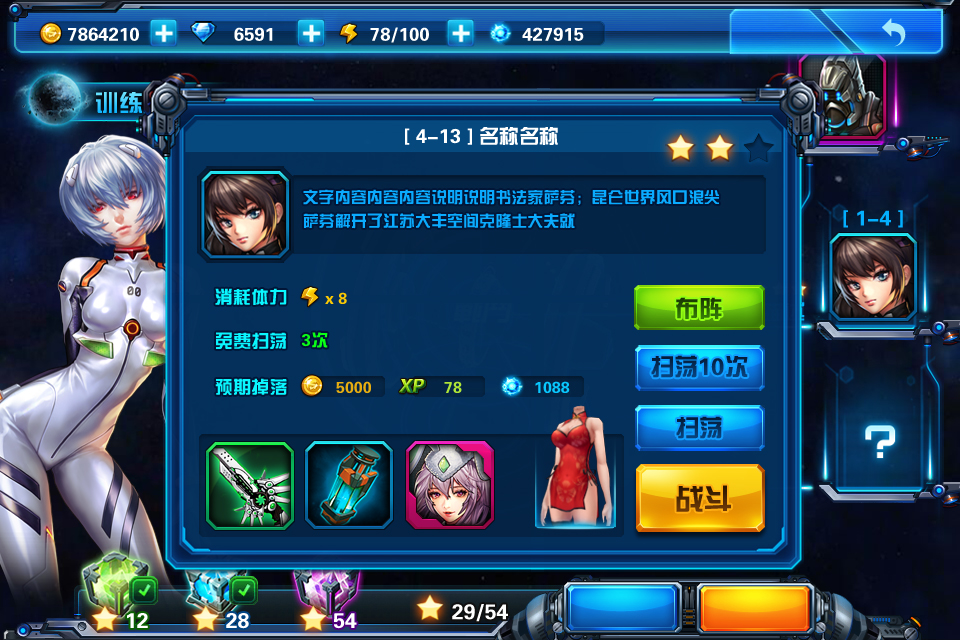 7864210
6591
78/100
427915
训练
[ 4-13 ] 名称名称
文字内容内容内容说明说明书法家萨芬；昆仑世界风口浪尖
萨芬解开了江苏大丰空间克隆士大夫就
[ 1-4 ]
00
消耗体力 x 8
布阵
免费扫荡 3次
扫荡10次
预期掉落 5000 XP 78 1088
扫荡
?
战斗
12
28
54
29/54